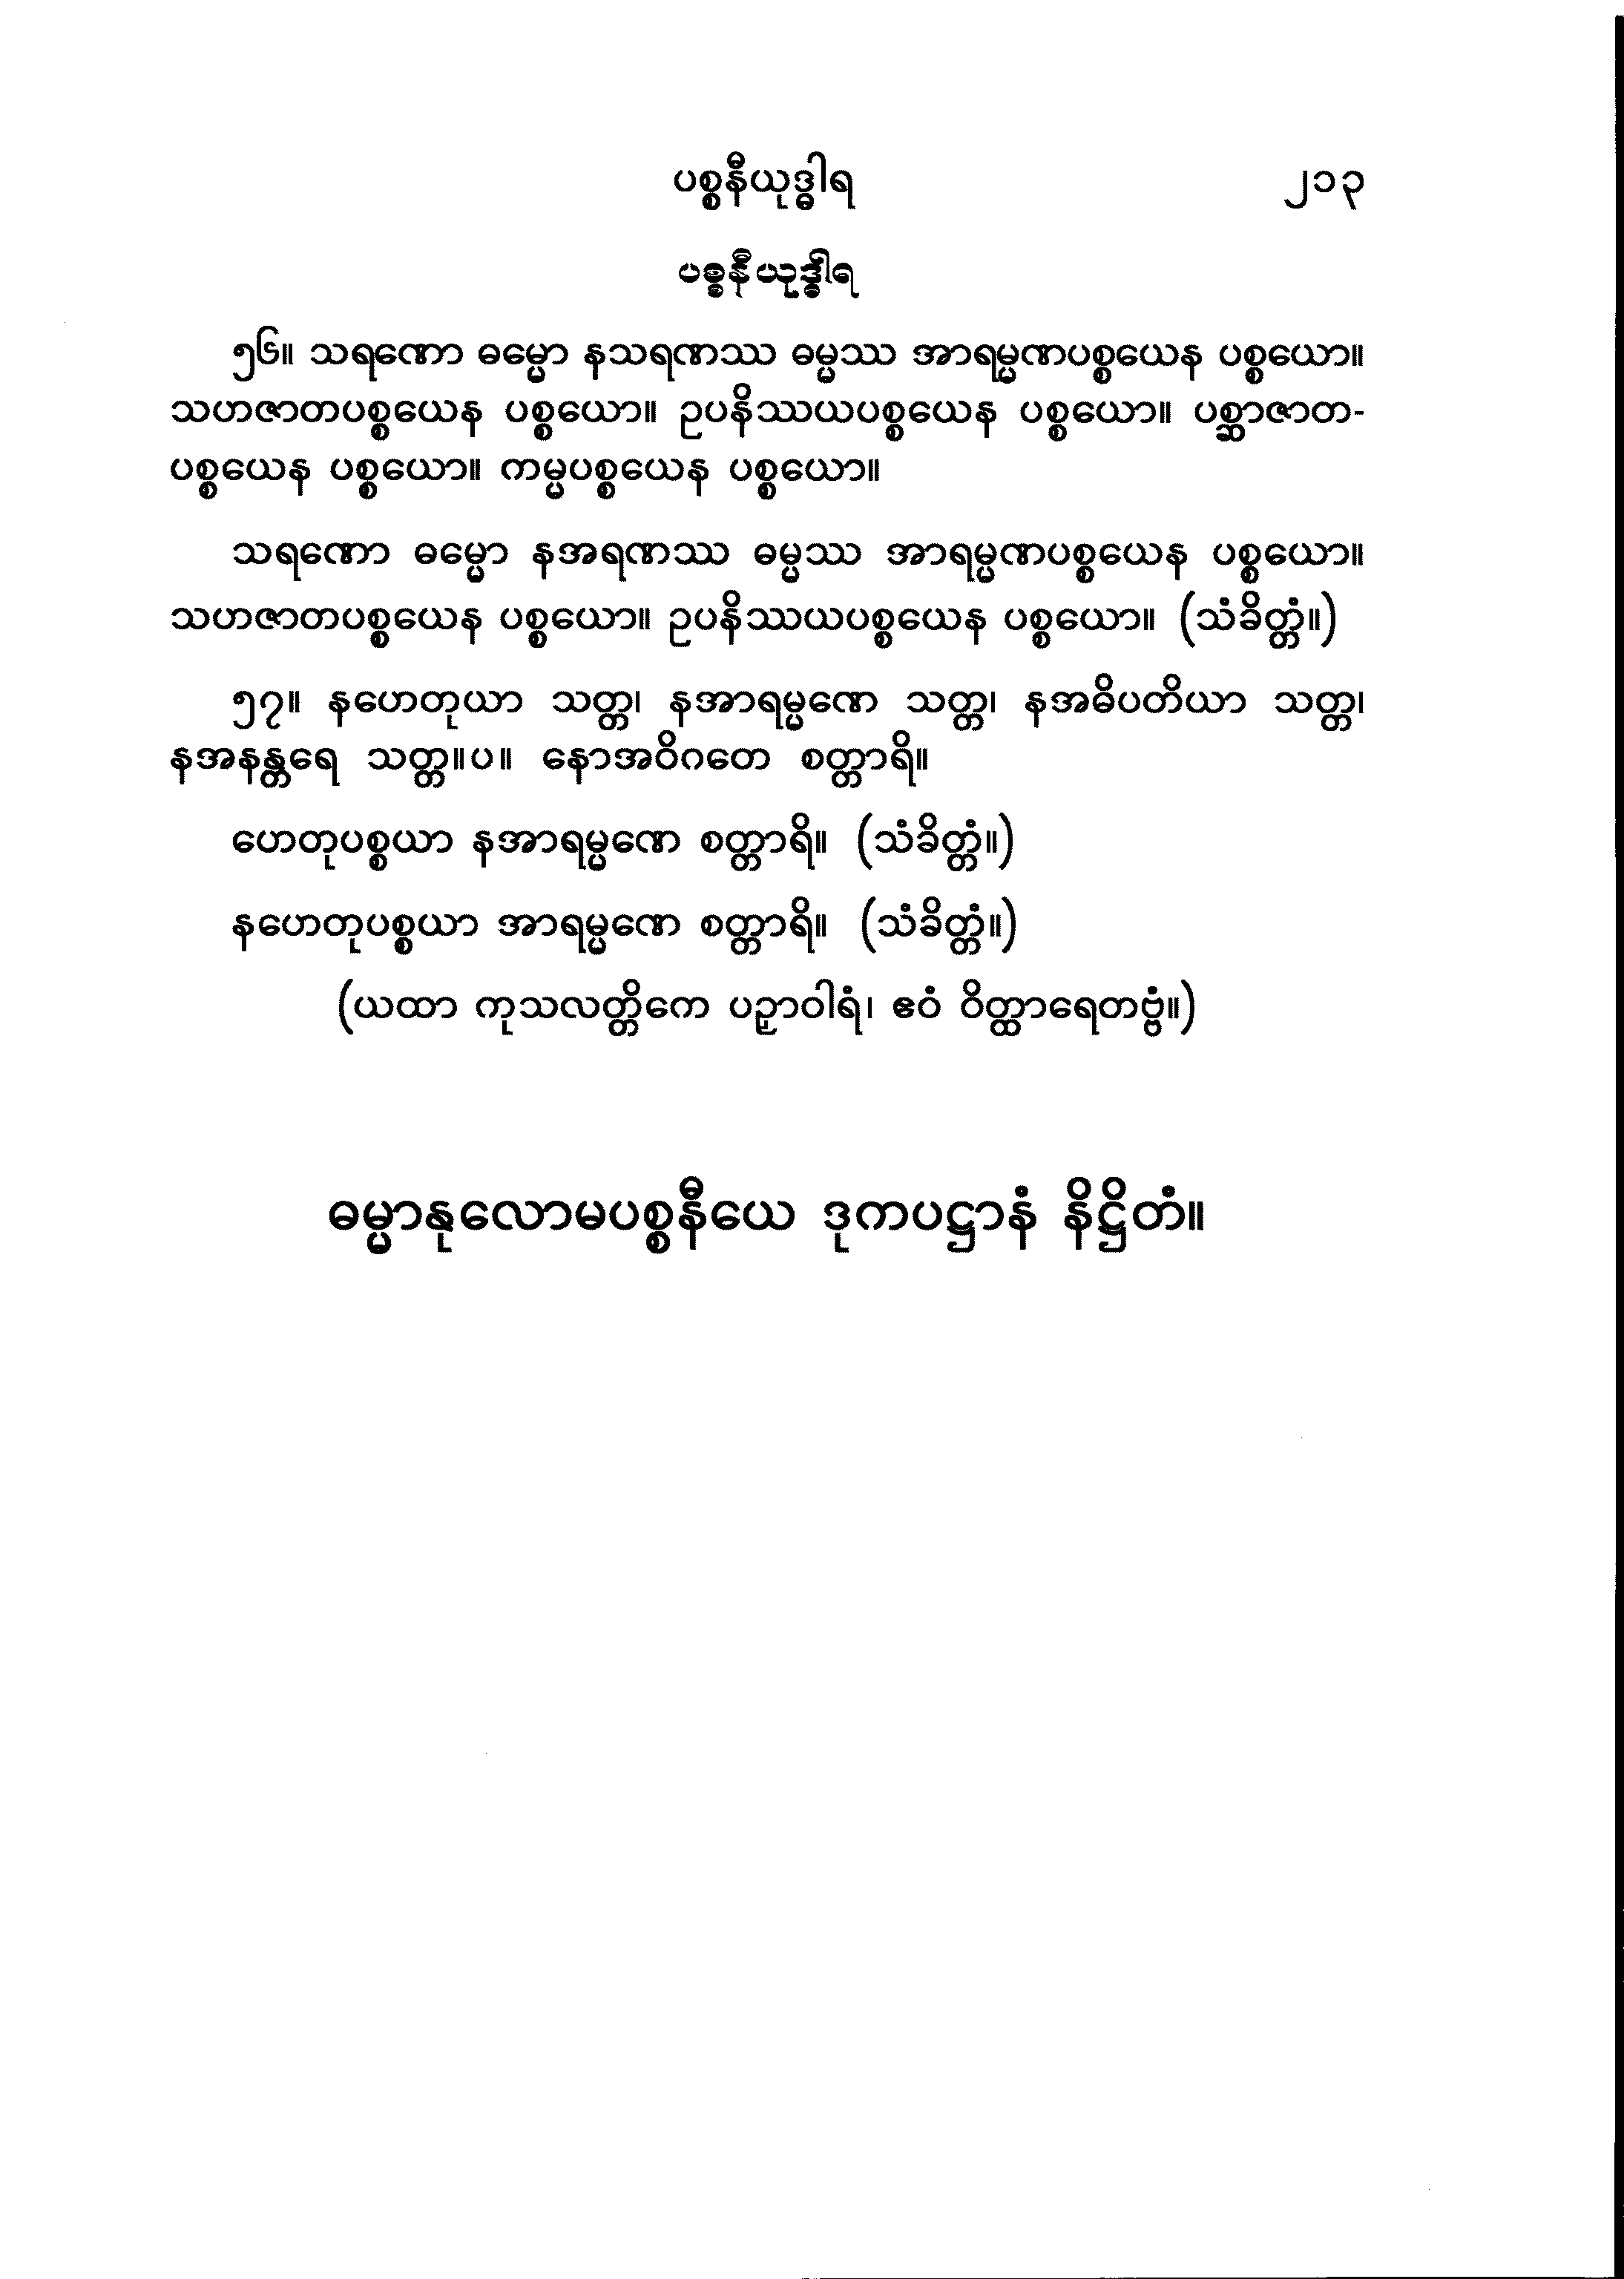 ပစ္စနီယုဒ္ဓါရ ၂၁၃
ပစ္စနီယုဒ္ဓါရ
၅၆။ သရဏော ဓမ္မော နသရဏဿ ဓမ္မဿ အာရမ္မဏပစ္စယေန ပစ္စယော။
သဟဇာတပစ္စယေန ပစ္စယော။ ဥပနိဿယပစ္စယေန ပစ္စယော။ ပစ္ဆာဇာတ-
ပစ္စယေန ပစ္စယော။ ကမ္မပစ္စယေန ပစ္စယော။
သရဏော ဓမ္မော နအရဏဿ ဓမ္မဿ အာရမ္မဏပစ္စယေန ပစ္စယော။
သဟဇာတပစ္စယေန ပစ္စယော။ ဥပနိဿယပစ္စယေန ပစ္စယော။ (သံခိတ္တံ။)
၅၇။ နဟေတုယာ သတ္တ၊ နအာရမ္မဏေ သတ္တ၊ နအဓိပတိယာ သတ္တ၊
နအနန္တရေ သတ္တ။ပ။ နောအဝိဂတေ စတ္တာရိ။
ဟေတုပစ္စယာ နအာရမ္မဏေ စတ္တာရိ။ (သံခိတ္တံ။)
နဟေတုပစ္စယာ အာရမ္မဏေ စတ္တာရိ။ (သံခိတ္တံ။)
(ယထာ ကုသလတ္တိကေ ပဉှာဝါရံ၊ ဧဝံ ဝိတ္ထာရေတဗ္ဗံ။)
ဓမ္မာနုလောမပစ္စနီယေ ဒုကပဋ္ဌာနံ နိဋ္ဌိတံ။